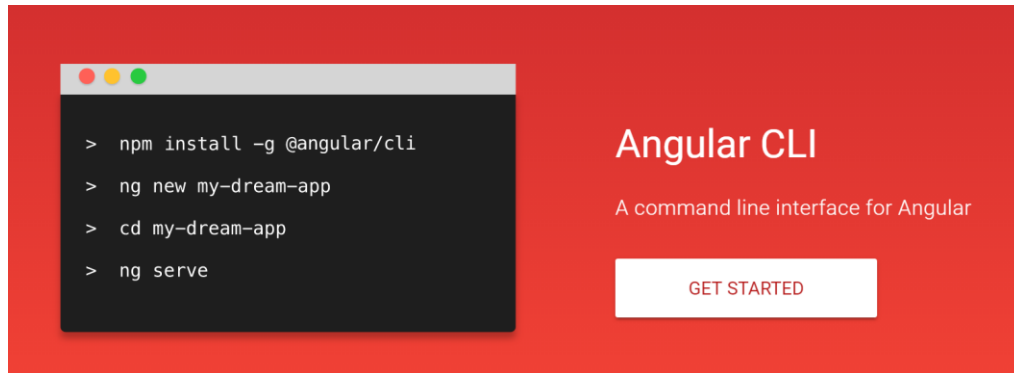 > npm install -g @angular/cli
> ng new my-dream-app
> cd my-dream-app
> ng serve
Angular CLI
A command line interface for Angular
GET STARTED